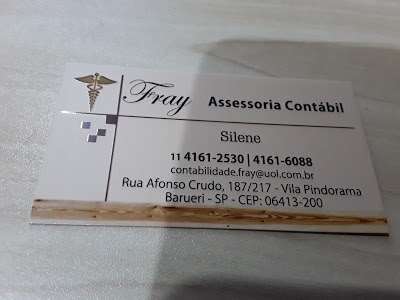 Fray Assessoria Contábil
Silene
11 4161-2530 | 4161-6088
contabilidade.fray@uol.com.br
Rua Afonso Crudo, 187/217 - Vila Pindorama
Barueri - SP - CEP: 06413-200